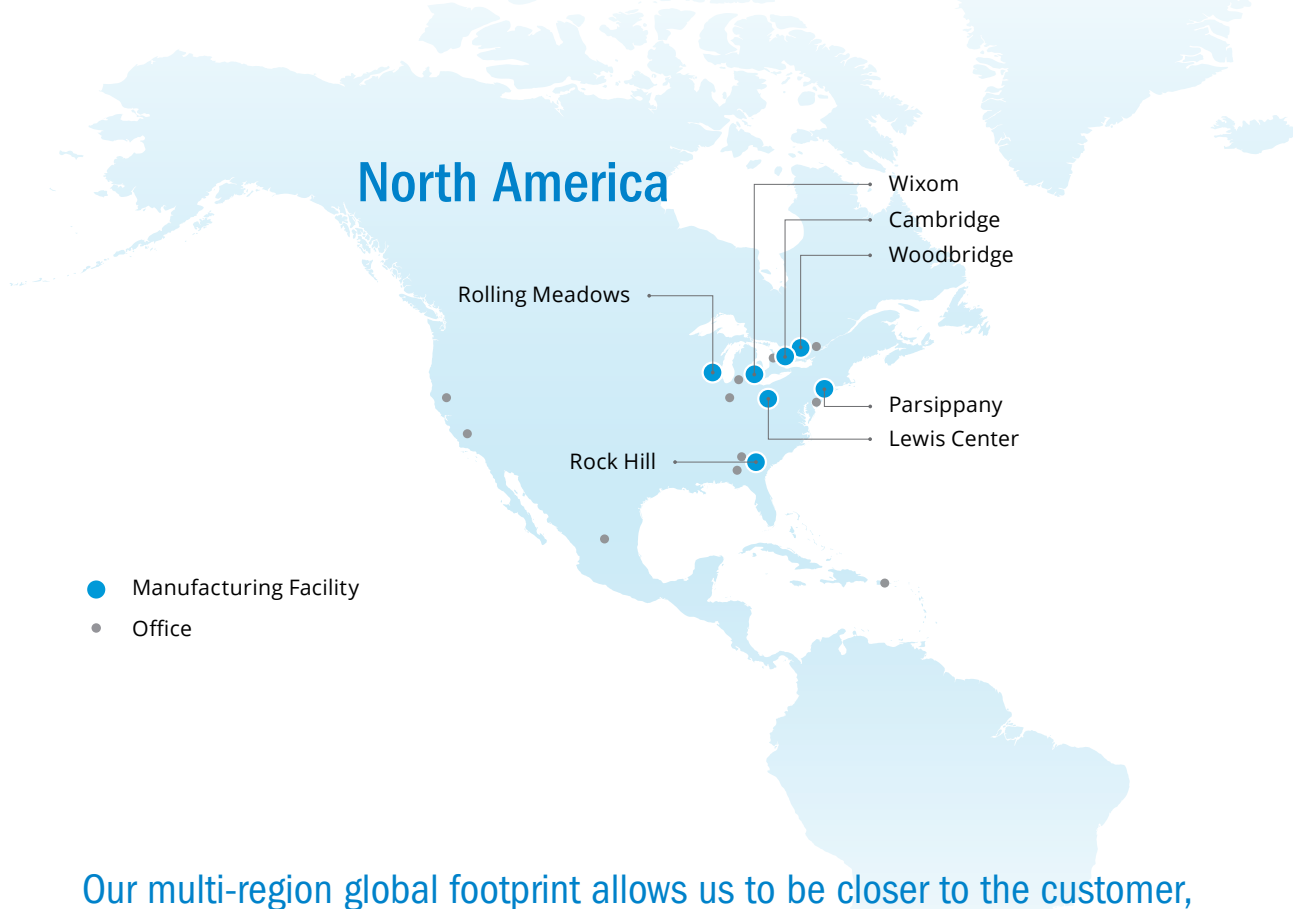 North America
Wixom
Cambridge
Woodbridge
Rolling Meadows
Parsippany
Lewis Center
Rock Hill
Manufacturing Facility
Office
Our multi-region global footprint allows us to be closer to the customer,